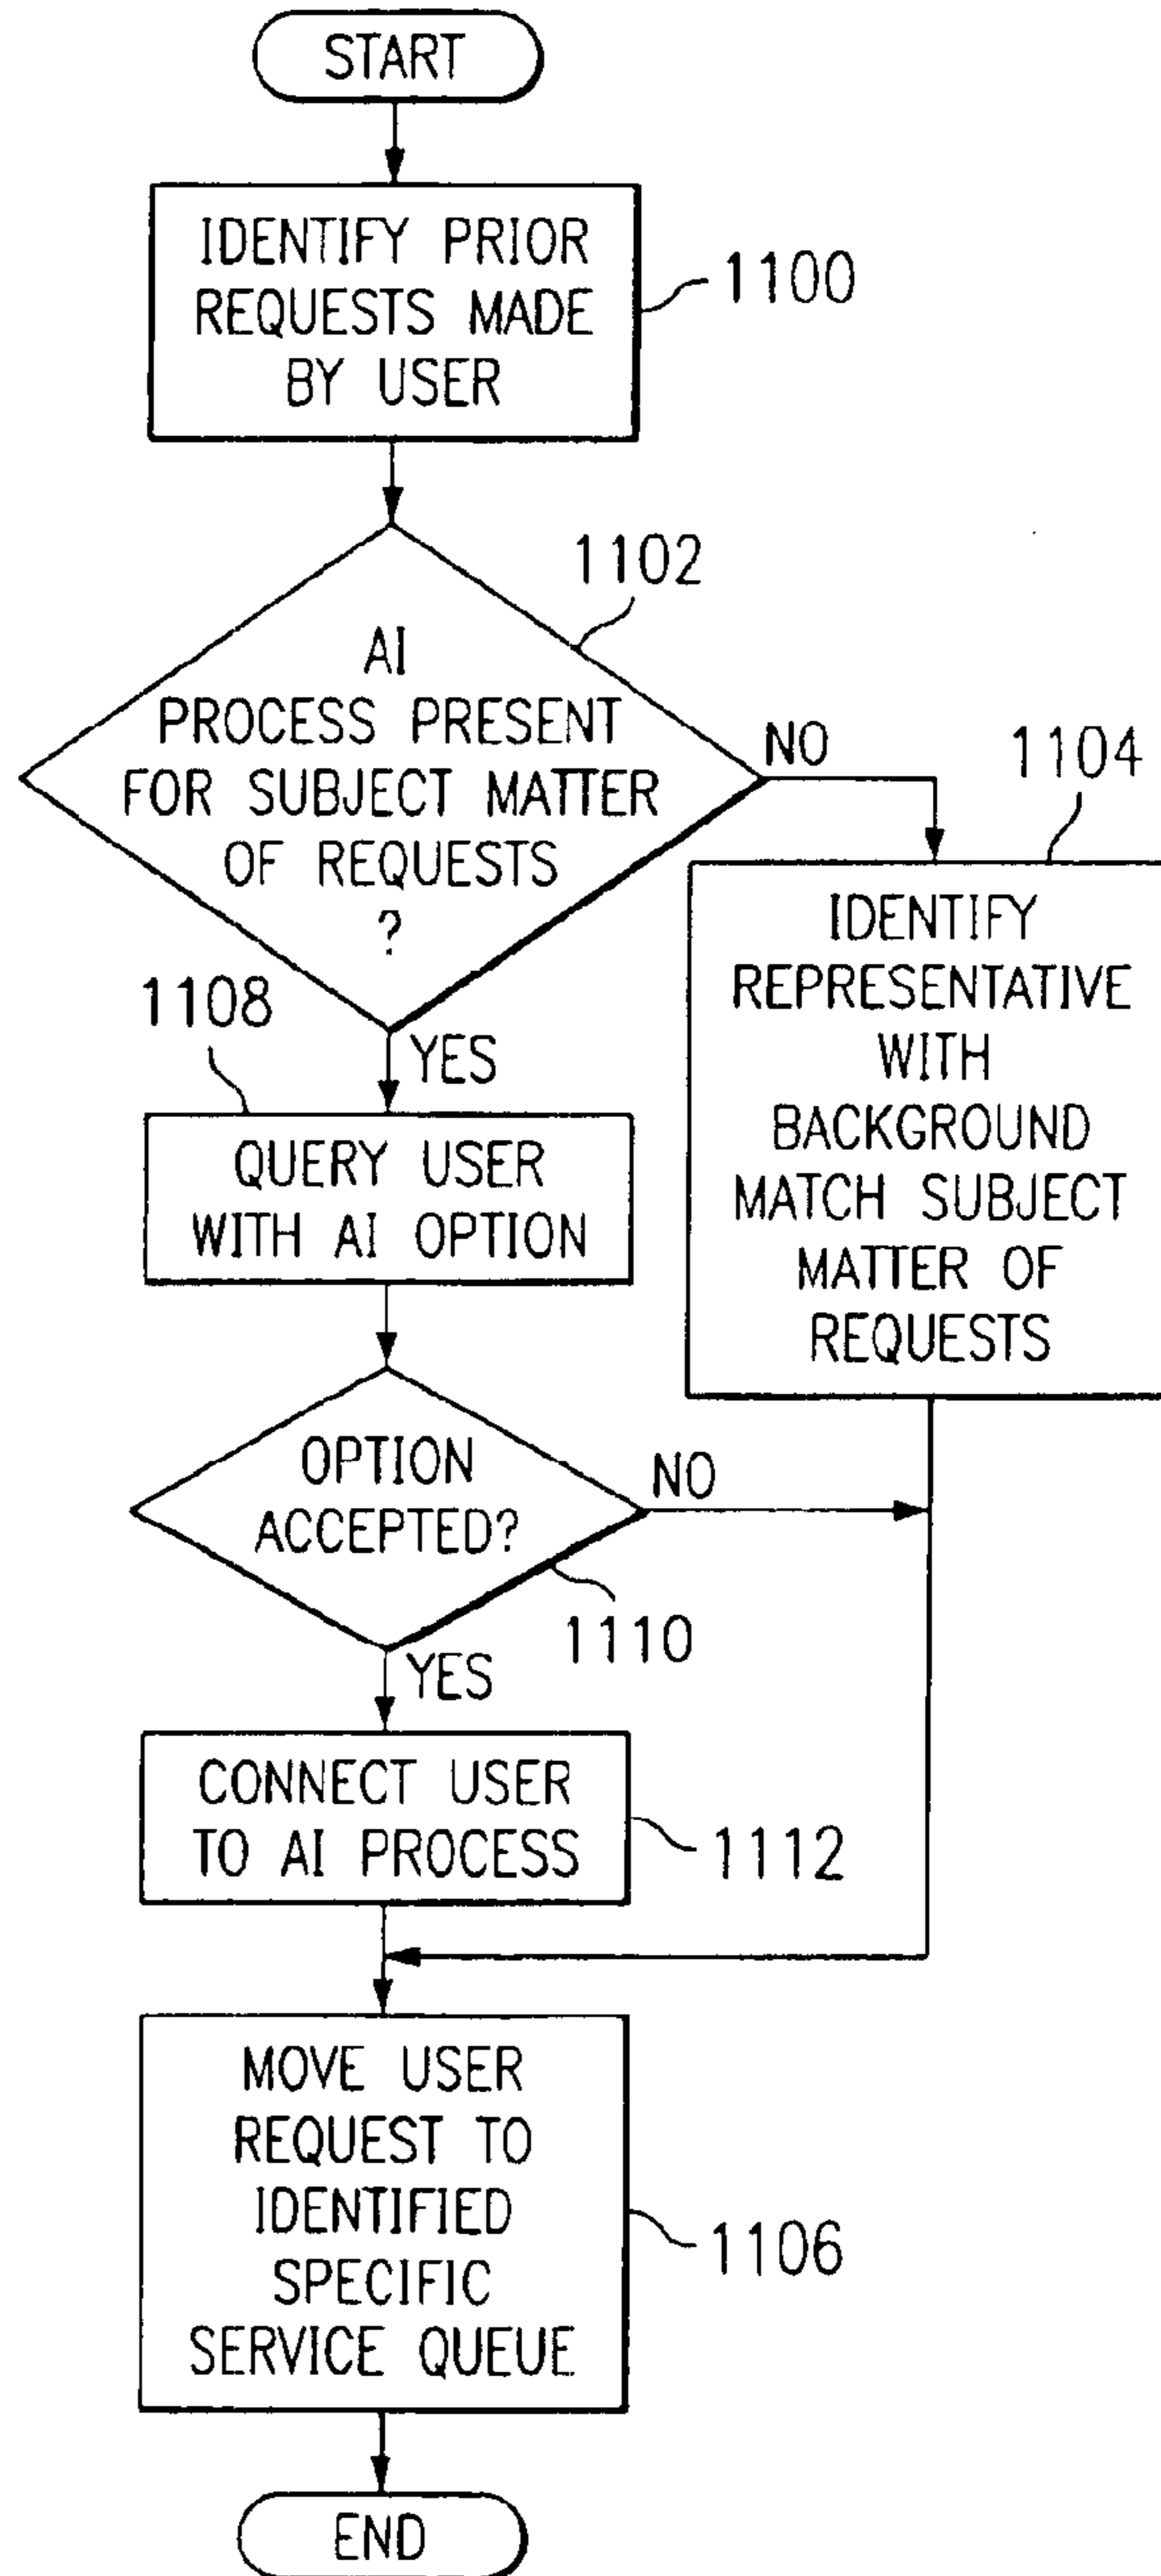 START
IDENTIFY PRIOR
REQUESTS MADE
BY USER
1100
1102
AI
PROCESS PRESENT
FOR SUBJECT MATTER
OF REQUESTS
?
NO
1104
IDENTIFY
REPRESENTATIVE
WITH
BACKGROUND
MATCH SUBJECT
MATTER OF
REQUESTS
1108
YES
QUERY USER
WITH AI OPTION
OPTION
ACCEPTED?
NO
1110
YES
CONNECT USER
TO AI PROCESS
1112
MOVE USER
REQUEST TO
IDENTIFIED
SPECIFIC
SERVICE QUEUE
1106
END